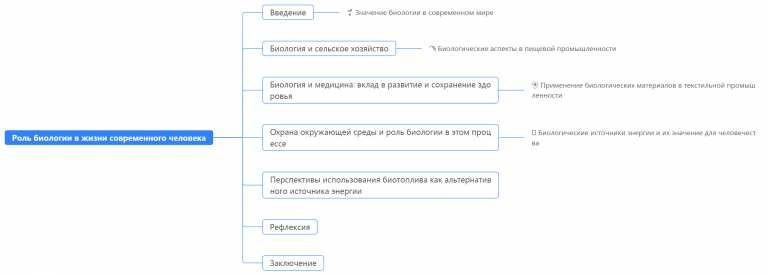 Введение
Значение биологии в современном мире
Биология и сельское хозяйство
Биологические аспекты в пищевой промышленности
Биология и медицина: вклад в развитие и сохранение здо
ровья
Применение биологических материалов в текстильной промыш
ленности
Роль биологии в жизни современного человека
Охрана окружающей среды и роль биологии в этом проц
ессе
Биологические источники энергии и их значение для человечест
ва
Перспективы использования биотоплива как альтернатив
ного источника энергии
Рефлексия
Заключение